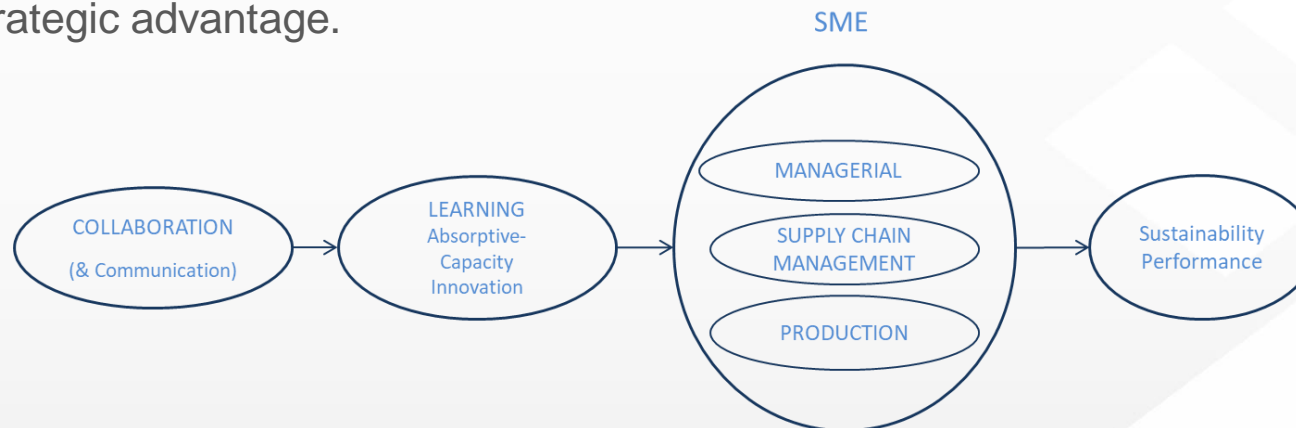 rategic advantage.
SME
COLLABORATION
(& Communication)
LEARNING
Absorptive-
Capacity
Innovation
MANAGERIAL
SUPPLY CHAIN
MANAGEMENT
PRODUCTION
Sustainability
Performance